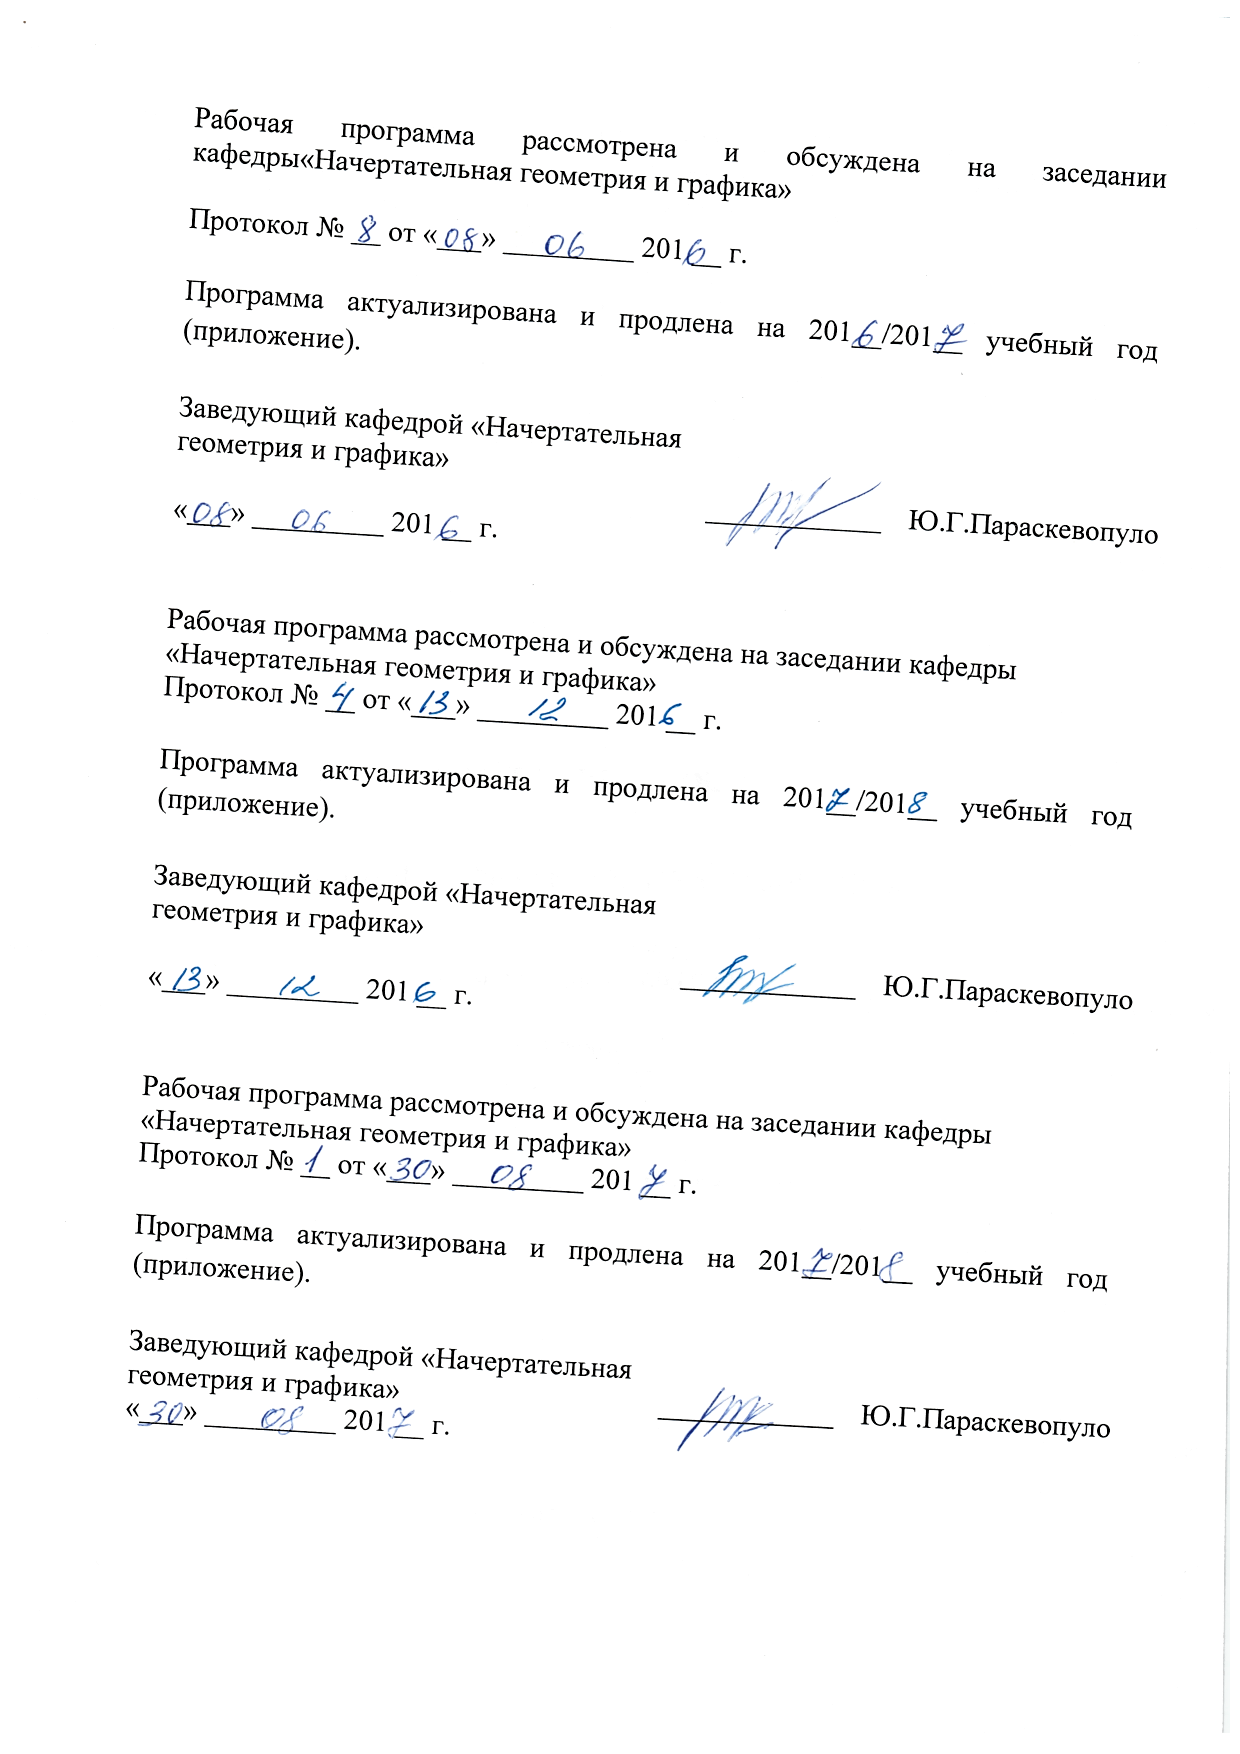 Рабочая программа рассмотрена и обсуждена на заседании
кафедры«Начертательная геометрия и графика»
Протокол № 8 от «08» 06 2016 г.
Программа актуализирована и продлена на 2016/2017 учебный год
(приложение).
Заведующий кафедрой «Начертательная
геометрия и графика»
«08» 06 2016 г. Ю.Г.Параскевопуло
Рабочая программа рассмотрена и обсуждена на заседании кафедры
«Начертательная геометрия и графика»
Протокол № 4 от «13» 12 2016 г.
Программа актуализирована и продлена на 2017/2018 учебный год
(приложение).
Заведующий кафедрой «Начертательная
геометрия и графика»
«13» 12 2016 г. Ю.Г.Параскевопуло
Рабочая программа рассмотрена и обсуждена на заседании кафедры
«Начертательная геометрия и графика»
Протокол № 1 от «30» 08 2017 г.
Программа актуализирована и продлена на 2017/2018 учебный год
(приложение).
Заведующий кафедрой «Начертательная
геометрия и графика»
«30» 08 2017 г. Ю.Г.Параскевопуло